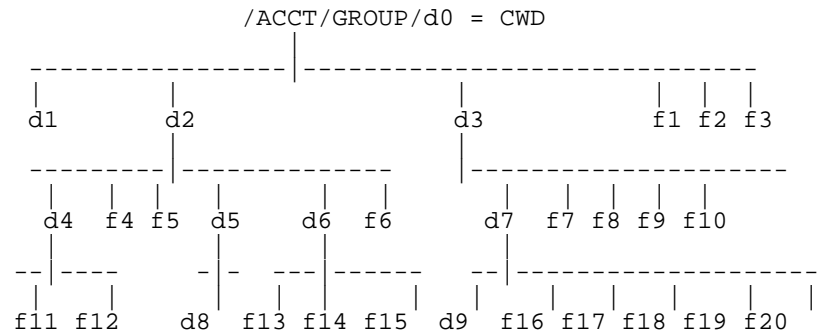 /ACCT/GROUP/d0 = CWD
d1 d2 d3 f1 f2 f3
d4 f4 f5 d5 d6 f6 d7 f7 f8 f9 f10
f11 f12 d8 f13 f14 f15 d9 f16 f17 f18 f19 f20